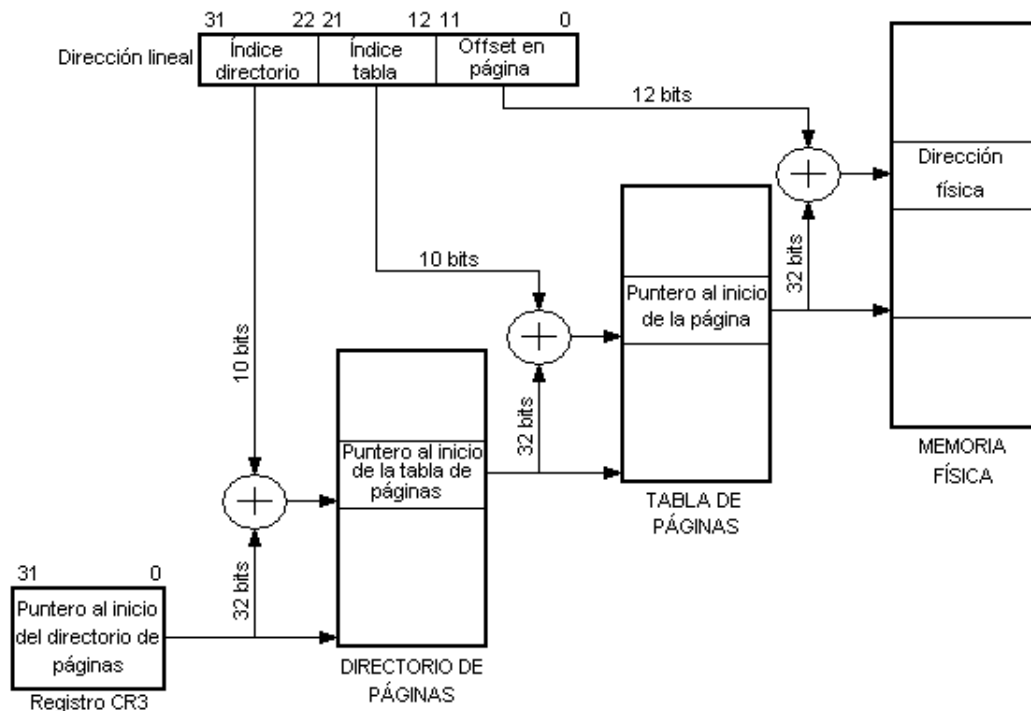 31 22 21 12 11 0
Dirección lineal
Índice
directorio
Índice
tabla
Offset en
página
12 bits
Dirección
física
10 bits
32 bits
Puntero al inicio
de la página
10 bits
32 bits
MEMORIA
FÍSICA
Puntero al inicio
de la tabla de
páginas
TABLA DE
PÁGINAS
31 0
32 bits
Puntero al inicio
del directorio de
páginas
DIRECTORIO DE
PÁGINAS
Registro CR3